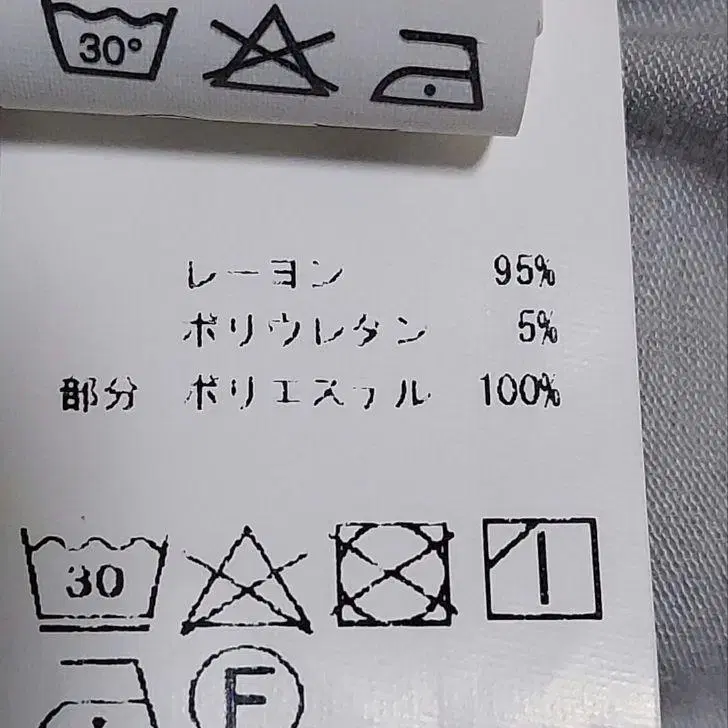 30°
レーヨン 95%
ポリウレタン 5%
部分 ポリエステル 100%
30
F